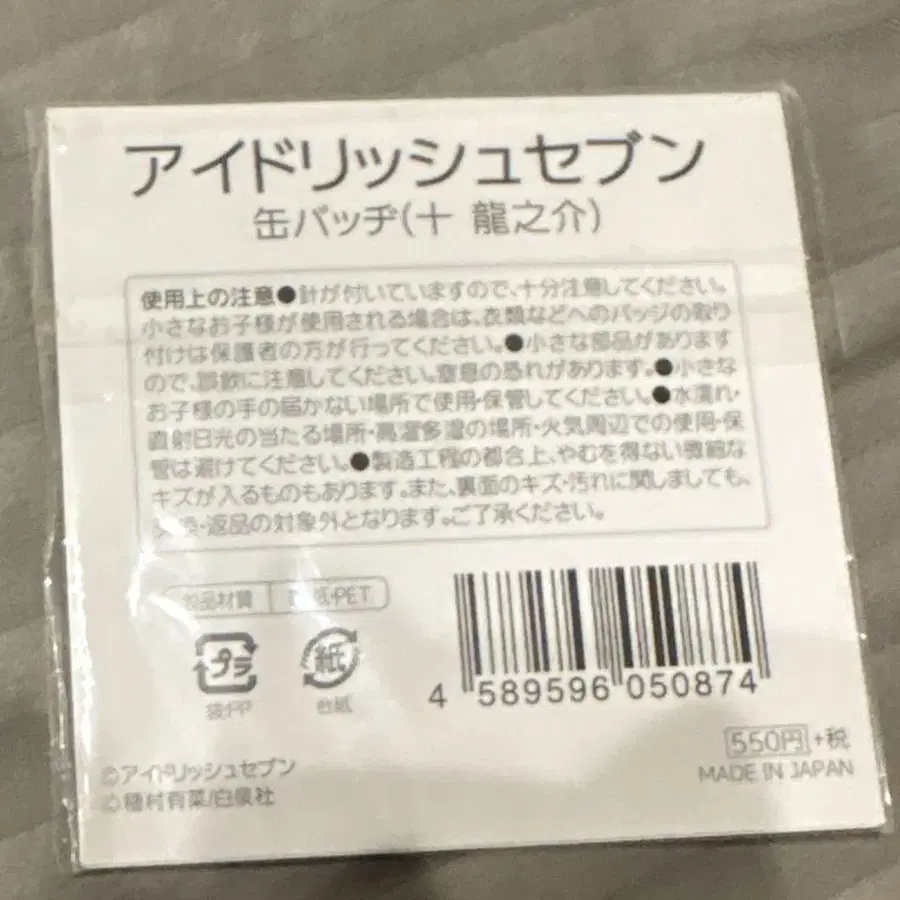 アイドリッシュセブン
缶バッヂ(十 龍之介)
使用上の注意●針が付いていますので、十分注意してください。
小さなお子様が使用される場合は、衣類などへのバッジの取り
付けは保護者の方が行ってください。●小さな部品があります
ので、誤飲に注意してください。窒息の恐れがあります。●小さな
お子様の手の届かない場所で使用・保管してください。●水濡れ・
直射日光の当たる場所・高温多湿の場所・火気周辺での使用・保
管は避けてください。●製造工程の都合上、やむを得ない微細な
キズが入るものもあります。また、裏面のキズ・汚れに関しましても、
交換・返品の対象外となります。ご了承ください。
製品材質 紙・PET
プラ 紙
袋:PP 台紙
4 589596 050874
550円+税
MADE IN JAPAN
©アイドリッシュセブン
©種村有菜/白泉社